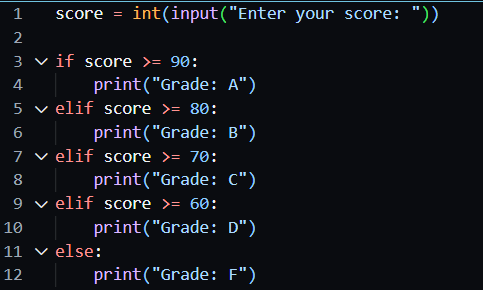 1 score = int(input("Enter your score: "))
2
3 if score >= 90:
4     print("Grade: A")
5 elif score >= 80:
6     print("Grade: B")
7 elif score >= 70:
8     print("Grade: C")
9 elif score >= 60:
10     print("Grade: D")
11 else:
12     print("Grade: F")